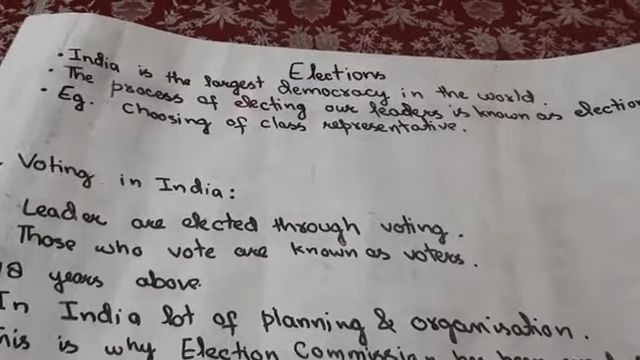 Elections
• India is the largest democracy in the world.
• The process of electing our leaders is known as election
• Eg. choosing of class representative.
Voting in India:
Leader are elected through voting.
Those who vote are known as voters.
18 years above.
In India lot of planning & organisation.
This is why Election Commission has been